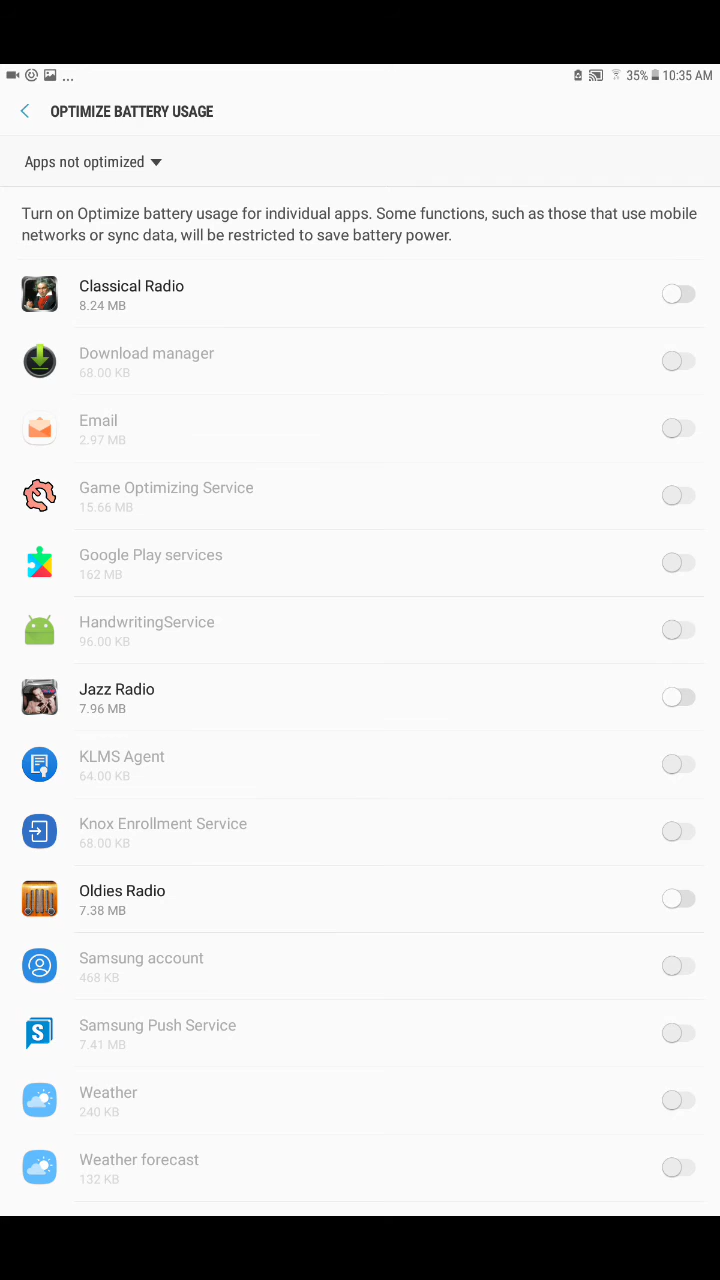 ... 35% 10:35 AM
OPTIMIZE BATTERY USAGE
Apps not optimized
Turn on Optimize battery usage for individual apps. Some functions, such as those that use mobile
networks or sync data, will be restricted to save battery power.
Classical Radio
8.24 MB
Download manager
68.00 KB
Email
2.97 MB
Game Optimizing Service
15.66 MB
Google Play services
162 MB
HandwritingService
96.00 KB
Jazz Radio
7.96 MB
KLMS Agent
64.00 KB
Knox Enrollment Service
68.00 KB
Oldies Radio
7.38 MB
Samsung account
468 KB
S
Samsung Push Service
7.41 MB
Weather
240 KB
Weather forecast
132 KB